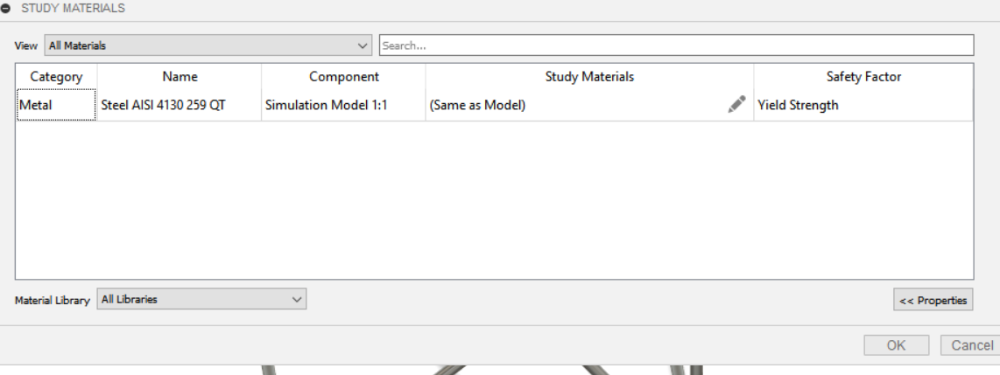 STUDY MATERIALS
View All Materials Search...
Category Name Component Study Materials Safety Factor
Metal Steel AISI 4130 259 QT Simulation Model 1:1 (Same as Model) Yield Strength
Material Library All Libraries << Properties
OK Cancel